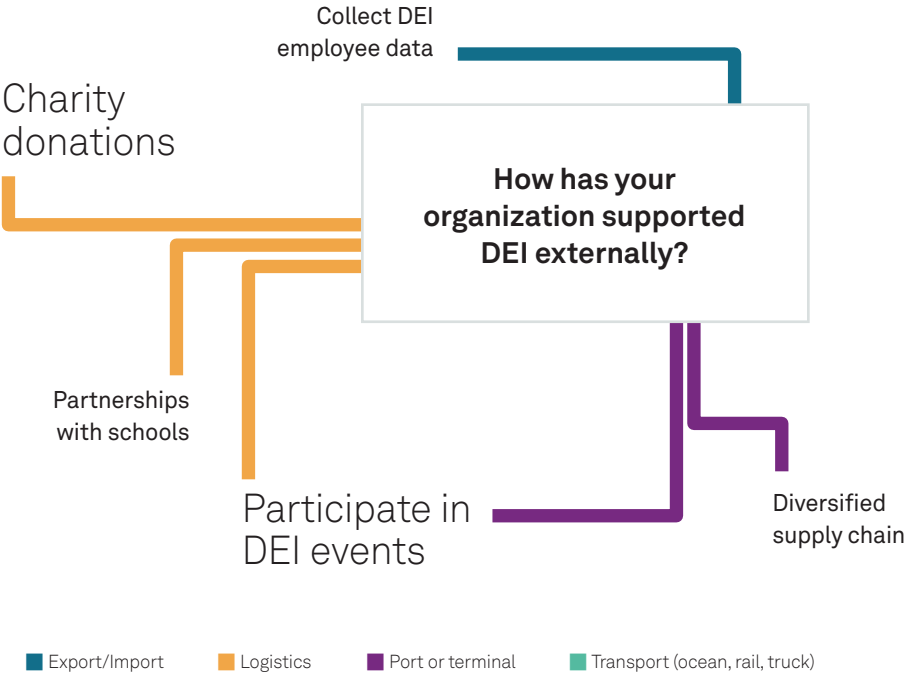 Collect DEI
employee data
Charity
donations
How has your
organization supported
DEI externally?
Partnerships
with schools
Participate in
DEI events
Diversified
supply chain
Export/Import
Logistics
Port or terminal
Transport (ocean, rail, truck)